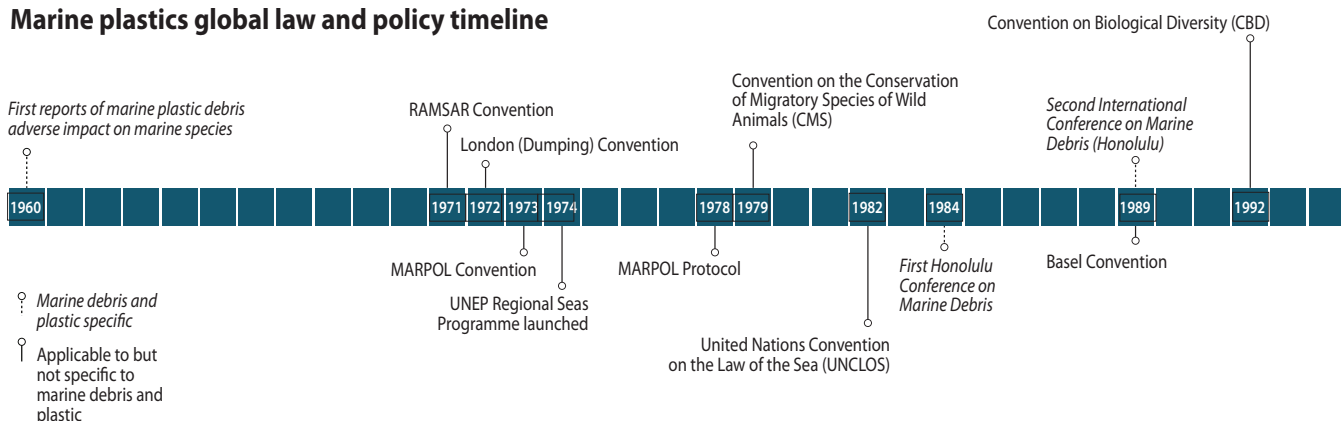 Marine plastics global law and policy timeline
Convention on Biological Diversity (CBD)
First reports of marine plastic debris
adverse impact on marine species
RAMSAR Convention
London (Dumping) Convention
Convention on the Conservation
of Migratory Species of Wild
Animals (CMS)
Second International
Conference on Marine
Debris (Honolulu)
1960
1971
1972
1973
1974
1978
1979
1982
1984
1989
1992
MARPOL Convention
UNEP Regional Seas
Programme launched
MARPOL Protocol
United Nations Convention
on the Law of the Sea (UNCLOS)
First Honolulu
Conference on
Marine Debris
Basel Convention
Marine debris and
plastic specific
Applicable to but
not specific to
marine debris and
plastic